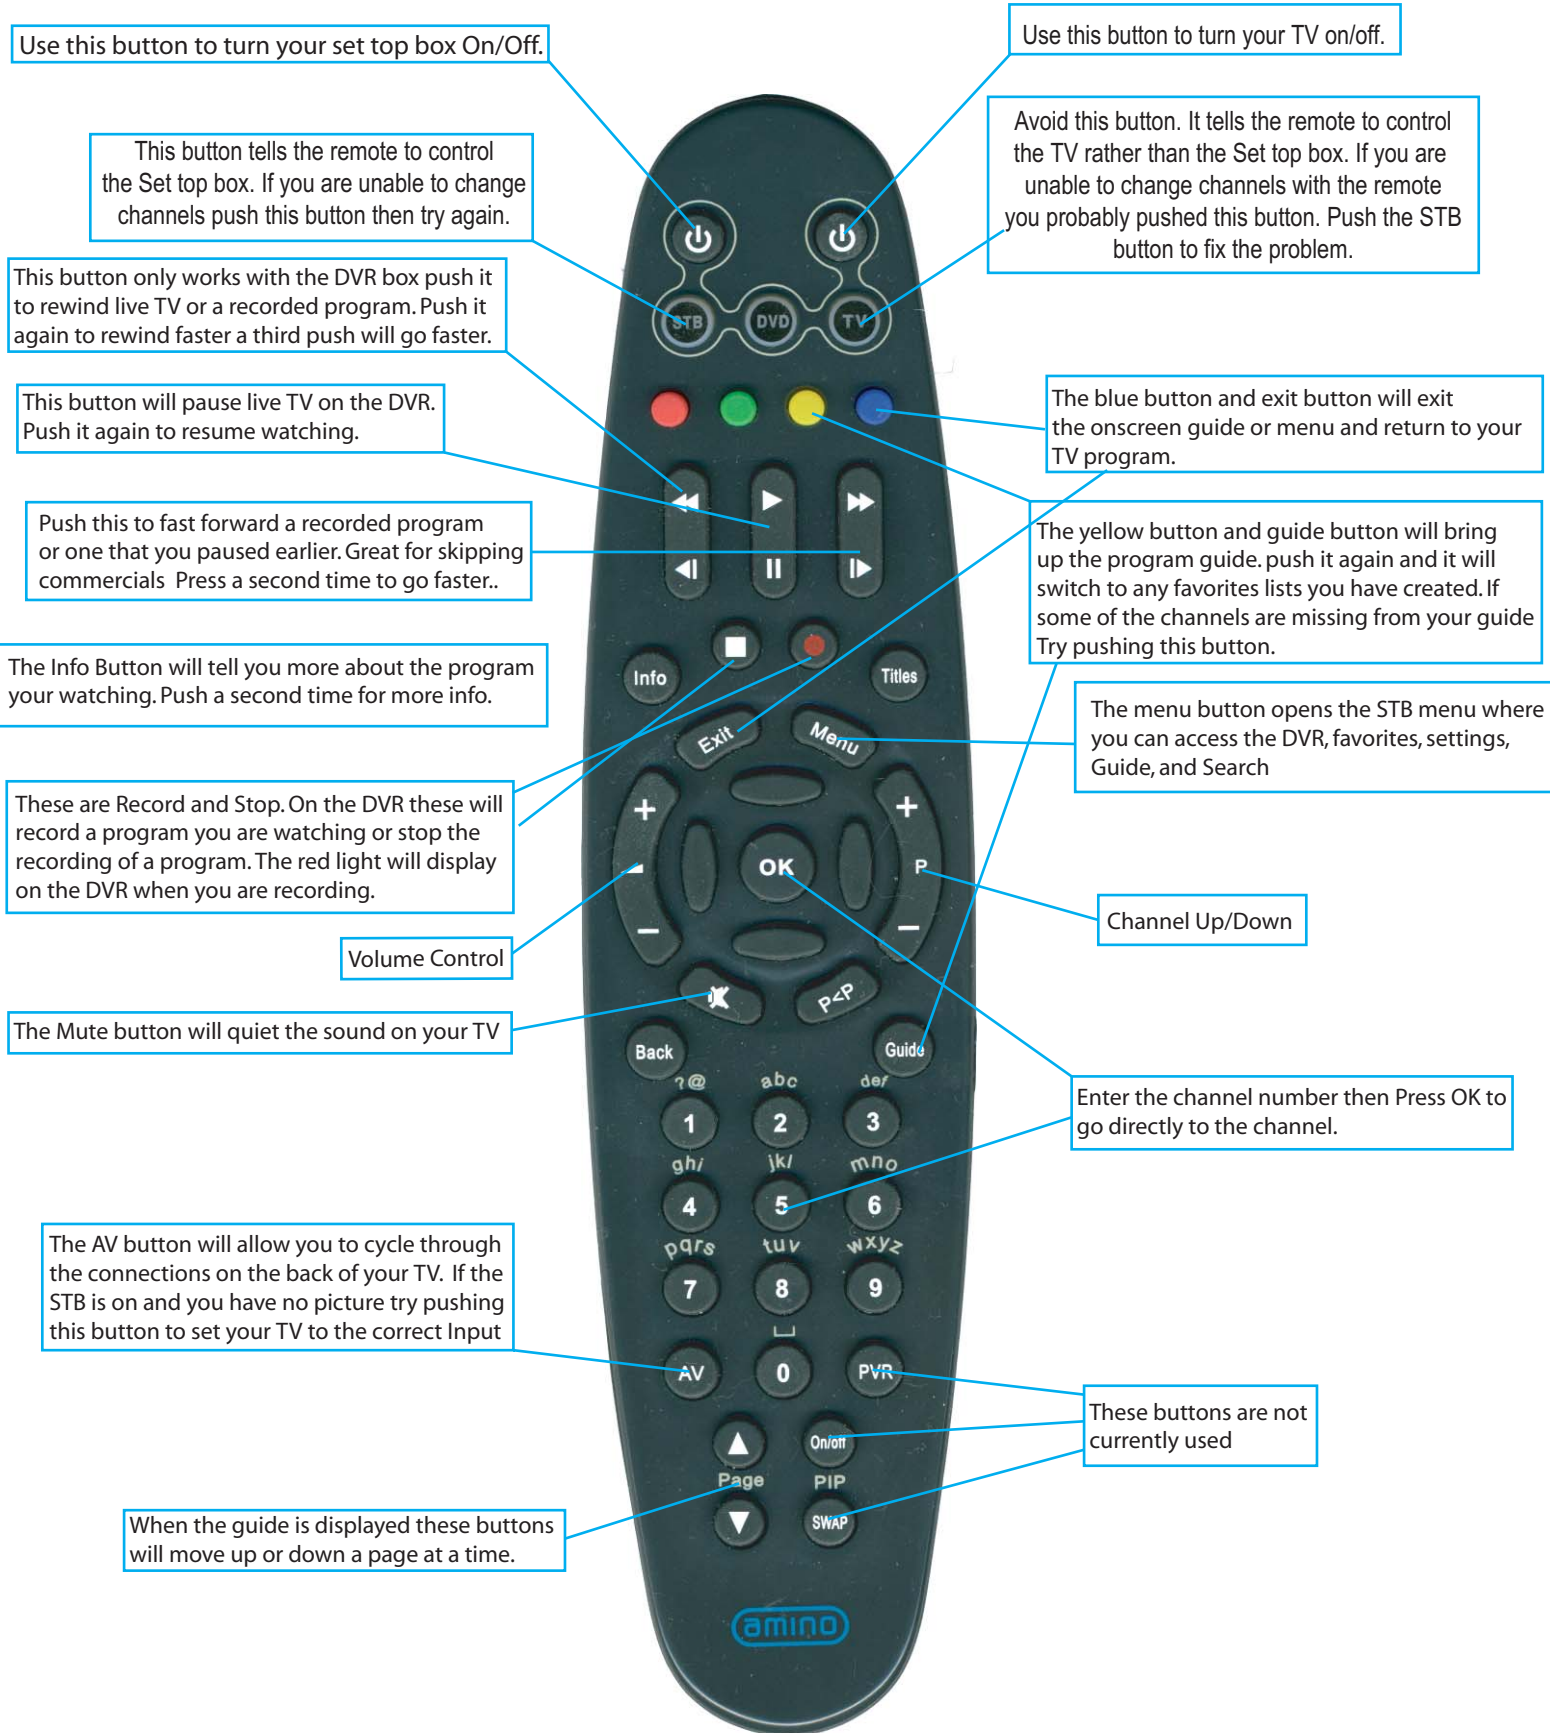 Use this button to turn your set top box On/Off.
Use this button to turn your TV on/off.
This button tells the remote to control
the Set top box. If you are unable to change
channels push this button then try again.
Avoid this button. It tells the remote to control
the TV rather than the Set top box. If you are
unable to change channels with the remote
you probably pushed this button. Push the STB
button to fix the problem.
This button only works with the DVR box push it
to rewind live TV or a recorded program. Push it
again to rewind faster a third push will go faster.
STB DVD TV
This button will pause live TV on the DVR.
Push it again to resume watching.
The blue button and exit button will exit
the onscreen guide or menu and return to your
TV program.
Push this to fast forward a recorded program
or one that you paused earlier. Great for skipping
commercials  Press a second time to go faster..
The yellow button and guide button will bring
up the program guide. push it again and it will
switch to any favorites lists you have created. If
some of the channels are missing from your guide
Try pushing this button.
The Info Button will tell you more about the program
your watching. Push a second time for more info.
Info
Titles
Exit
Menu
The menu button opens the STB menu where
you can access the DVR, favorites, settings,
Guide, and Search
These are Record and Stop. On the DVR these will
record a program you are watching or stop the
recording of a program. The red light will display
on the DVR when you are recording.
+
+
OK
P
−
−
Channel Up/Down
Volume Control
P<P
The Mute button will quiet the sound on your TV
Back
Guide
?@ abc def
1 2 3
ghi jkl mno
4 5 6
pqrs tuv wxyz
7 8 9
Enter the channel number then Press OK to
go directly to the channel.
The AV button will allow you to cycle through
the connections on the back of your TV.  If the
STB is on and you have no picture try pushing
this button to set your TV to the correct Input
AV 0 PVR
These buttons are not
currently used
On/off
Page PIP
SWAP
When the guide is displayed these buttons
will move up or down a page at a time.
amino